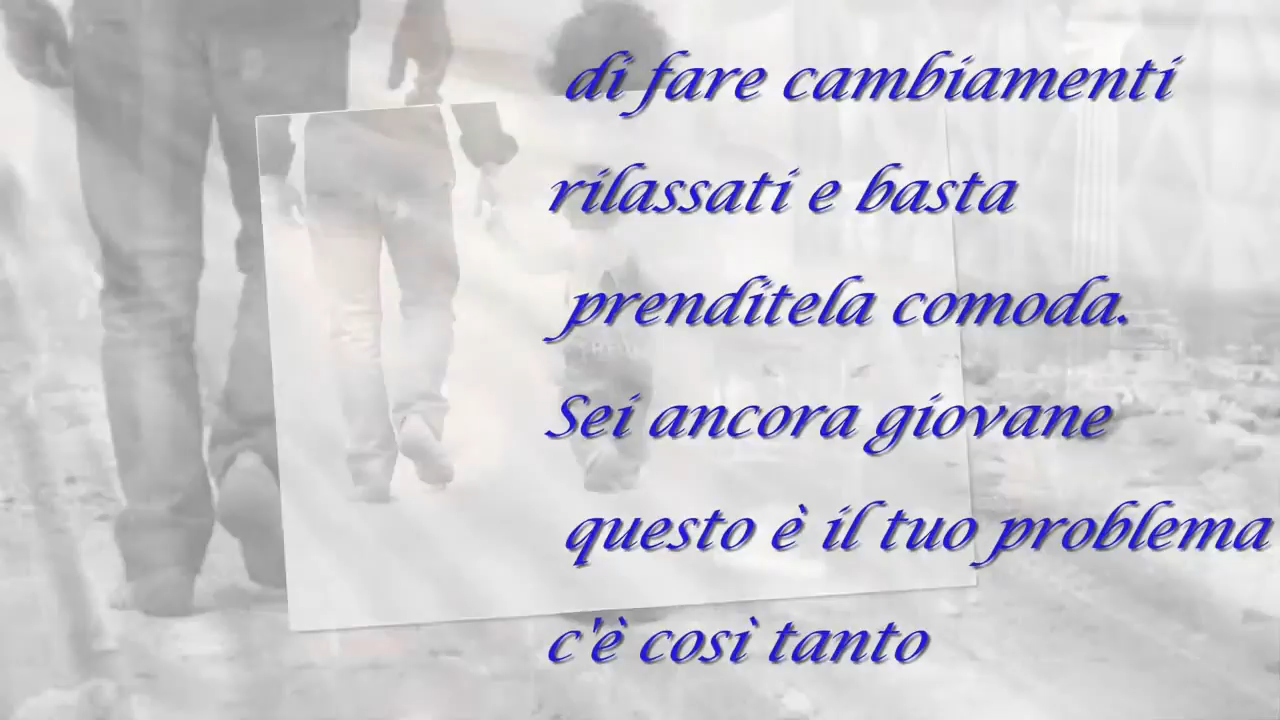 di fare cambiamenti
rilassati e basta
prenditela comoda.
Sei ancora giovane
questo è il tuo problema
c'è così tanto